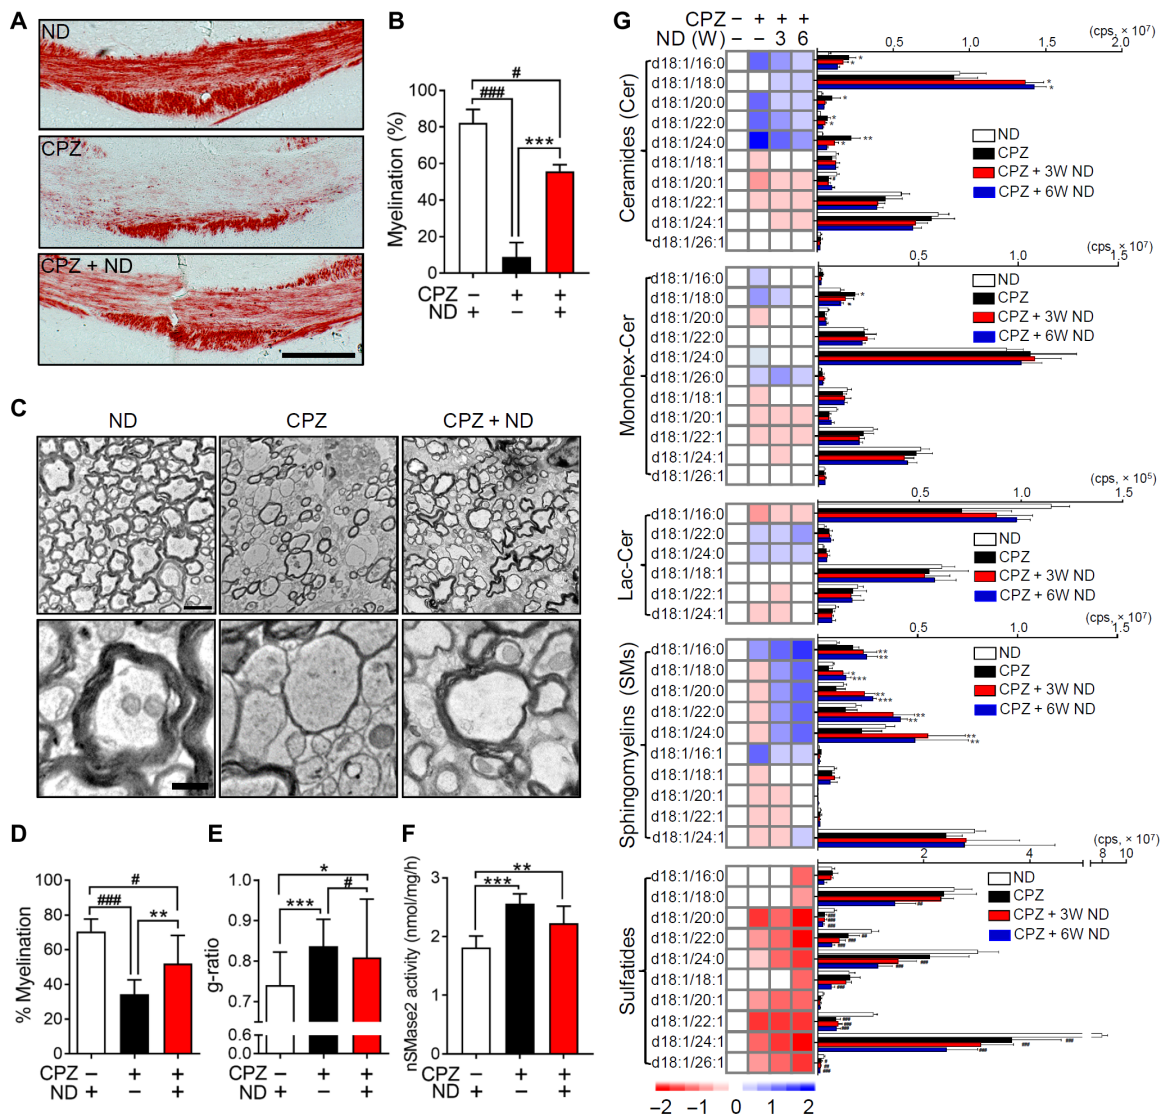 A
ND
CPZ
CPZ + ND
B
Myelination (%)
100
80
60
40
20
0
#
###
***
CPZ − + +
ND + − +
C
ND CPZ CPZ + ND
D
% Myelination
100
80
60
40
20
0
#
###
**
CPZ − + +
ND + − +
E
g-ratio
1.0
0.9
0.8
0.7
0.6
0.0
*
#
***
CPZ − + +
ND + − +
F
nSMase2 activity (nmol/mg/h)
4
3
2
1
0
**
***
CPZ − + +
ND + − +
G
CPZ − + + +
ND (W) − − 3 6
(cps, × 10⁷)
0.5 1.0 1.5 2.0
Ceramides (Cer)
d18:1/16:0
d18:1/18:0
d18:1/20:0
d18:1/22:0
d18:1/24:0
d18:1/18:1
d18:1/20:1
d18:1/22:1
d18:1/24:1
d18:1/26:1
ND
CPZ
CPZ + 3W ND
CPZ + 6W ND
(cps, × 10⁷)
0.5 1.0 1.5
Monohex-Cer
d18:1/16:0
d18:1/18:0
d18:1/20:0
d18:1/22:0
d18:1/24:0
d18:1/26:0
d18:1/18:1
d18:1/20:1
d18:1/22:1
d18:1/24:1
d18:1/26:1
ND
CPZ
CPZ + 3W ND
CPZ + 6W ND
(cps, × 10⁵)
0.5 1.0 1.5
Lac-Cer
d18:1/16:0
d18:1/22:0
d18:1/24:0
d18:1/18:1
d18:1/22:1
d18:1/24:1
ND
CPZ
CPZ + 3W ND
CPZ + 6W ND
(cps, × 10⁷)
0.5 1.0 1.5
Sphingomyelins (SMs)
d18:1/16:0
d18:1/18:0
d18:1/20:0
d18:1/22:0
d18:1/24:0
d18:1/16:1
d18:1/18:1
d18:1/20:1
d18:1/22:1
d18:1/24:1
ND
CPZ
CPZ + 3W ND
CPZ + 6W ND
(cps, × 10⁷)
2 4 8 10
Sulfatides
d18:1/16:0
d18:1/18:0
d18:1/20:0
d18:1/22:0
d18:1/24:0
d18:1/18:1
d18:1/20:1
d18:1/22:1
d18:1/24:1
d18:1/26:1
ND
CPZ
CPZ + 3W ND
CPZ + 6W ND
−2 −1 0 1 2